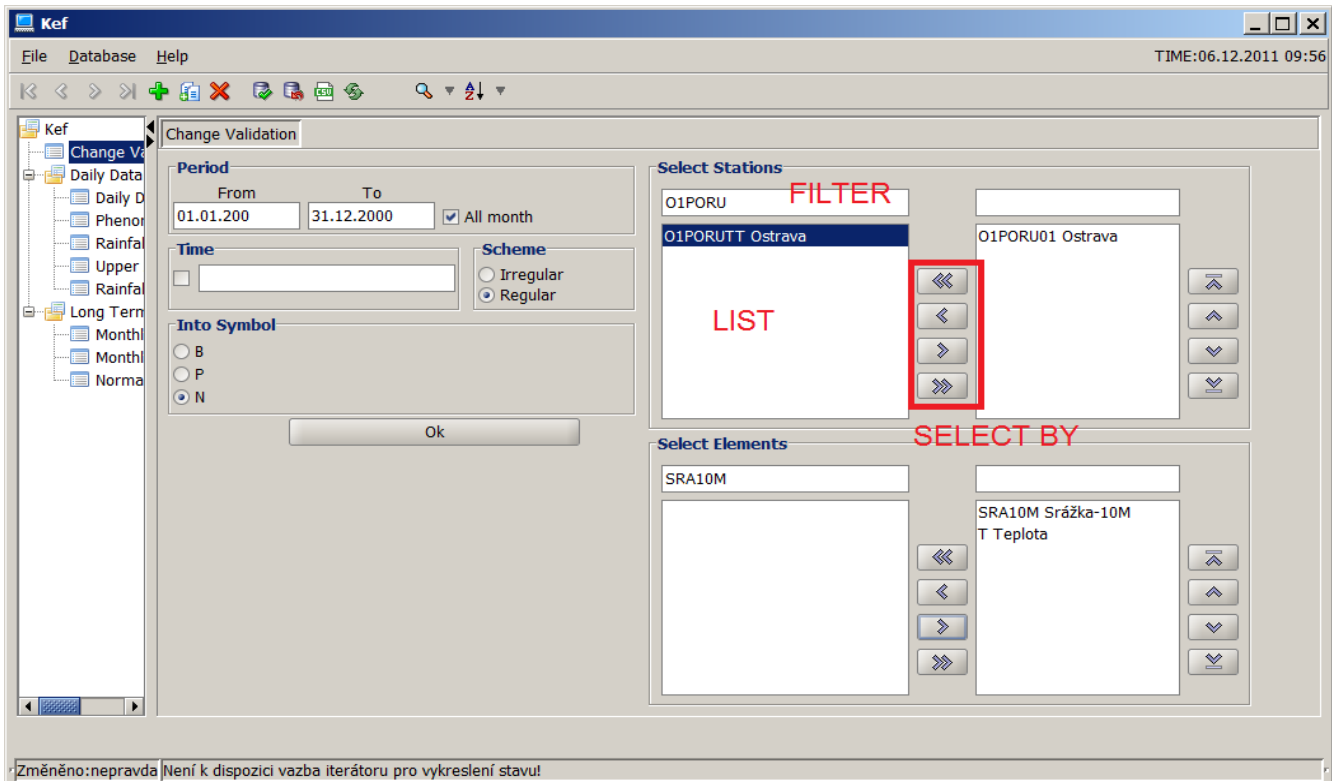 Kef
File Database Help
TIME:06.12.2011 09:56
Kef
Change Va
Daily Data
Daily D
Phenor
Rainfal
Upper
Rainfal
Long Term
Monthl
Monthl
Norma
Change Validation
Period
From To
01.01.200 31.12.2000 All month
Time Scheme
Irregular
Regular
Into Symbol
B
P
N
Ok
Select Stations
FILTER
O1PORU
O1PORUTT Ostrava
O1PORU01 Ostrava
LIST
SELECT BY
Select Elements
SRA10M
SRA10M Srážka-10M
T Teplota
Změněno:nepravda Není k dispozici vazba iterátoru pro vykreslení stavu!